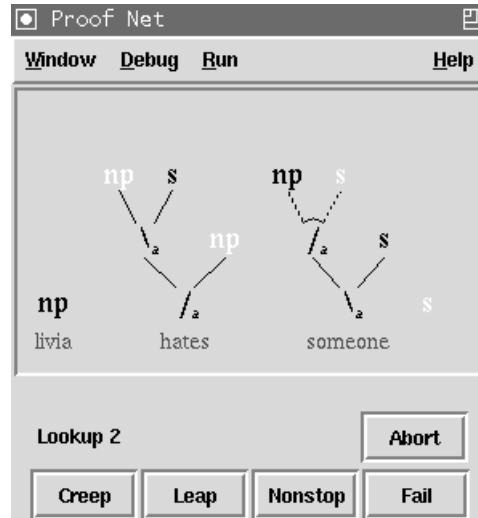 Proof Net
Window Debug Run Help
np s np s
\a np /a s
np /a \a s
livia hates someone
Lookup 2 Abort
Creep Leap Nonstop Fail